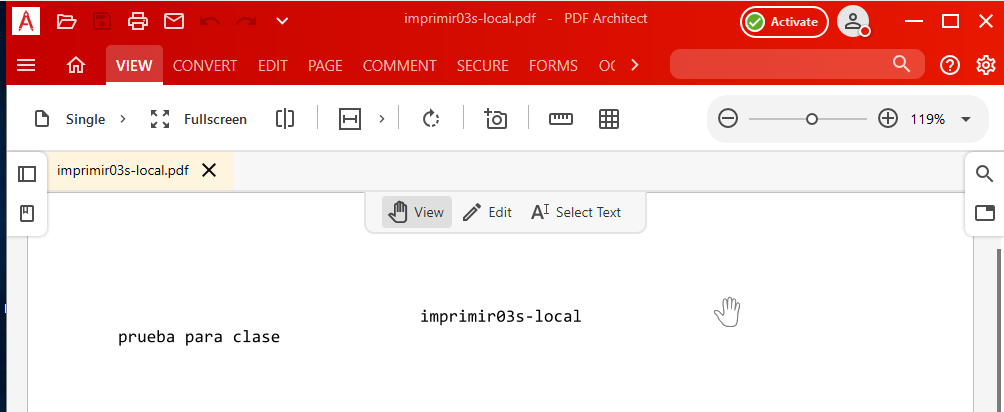 imprimir03s-local.pdf - PDF Architect
Activate
VIEW CONVERT EDIT PAGE COMMENT SECURE FORMS
Single Fullscreen 119%
imprimir03s-local.pdf
View Edit Select Text
imprimir03s-local
prueba para clase